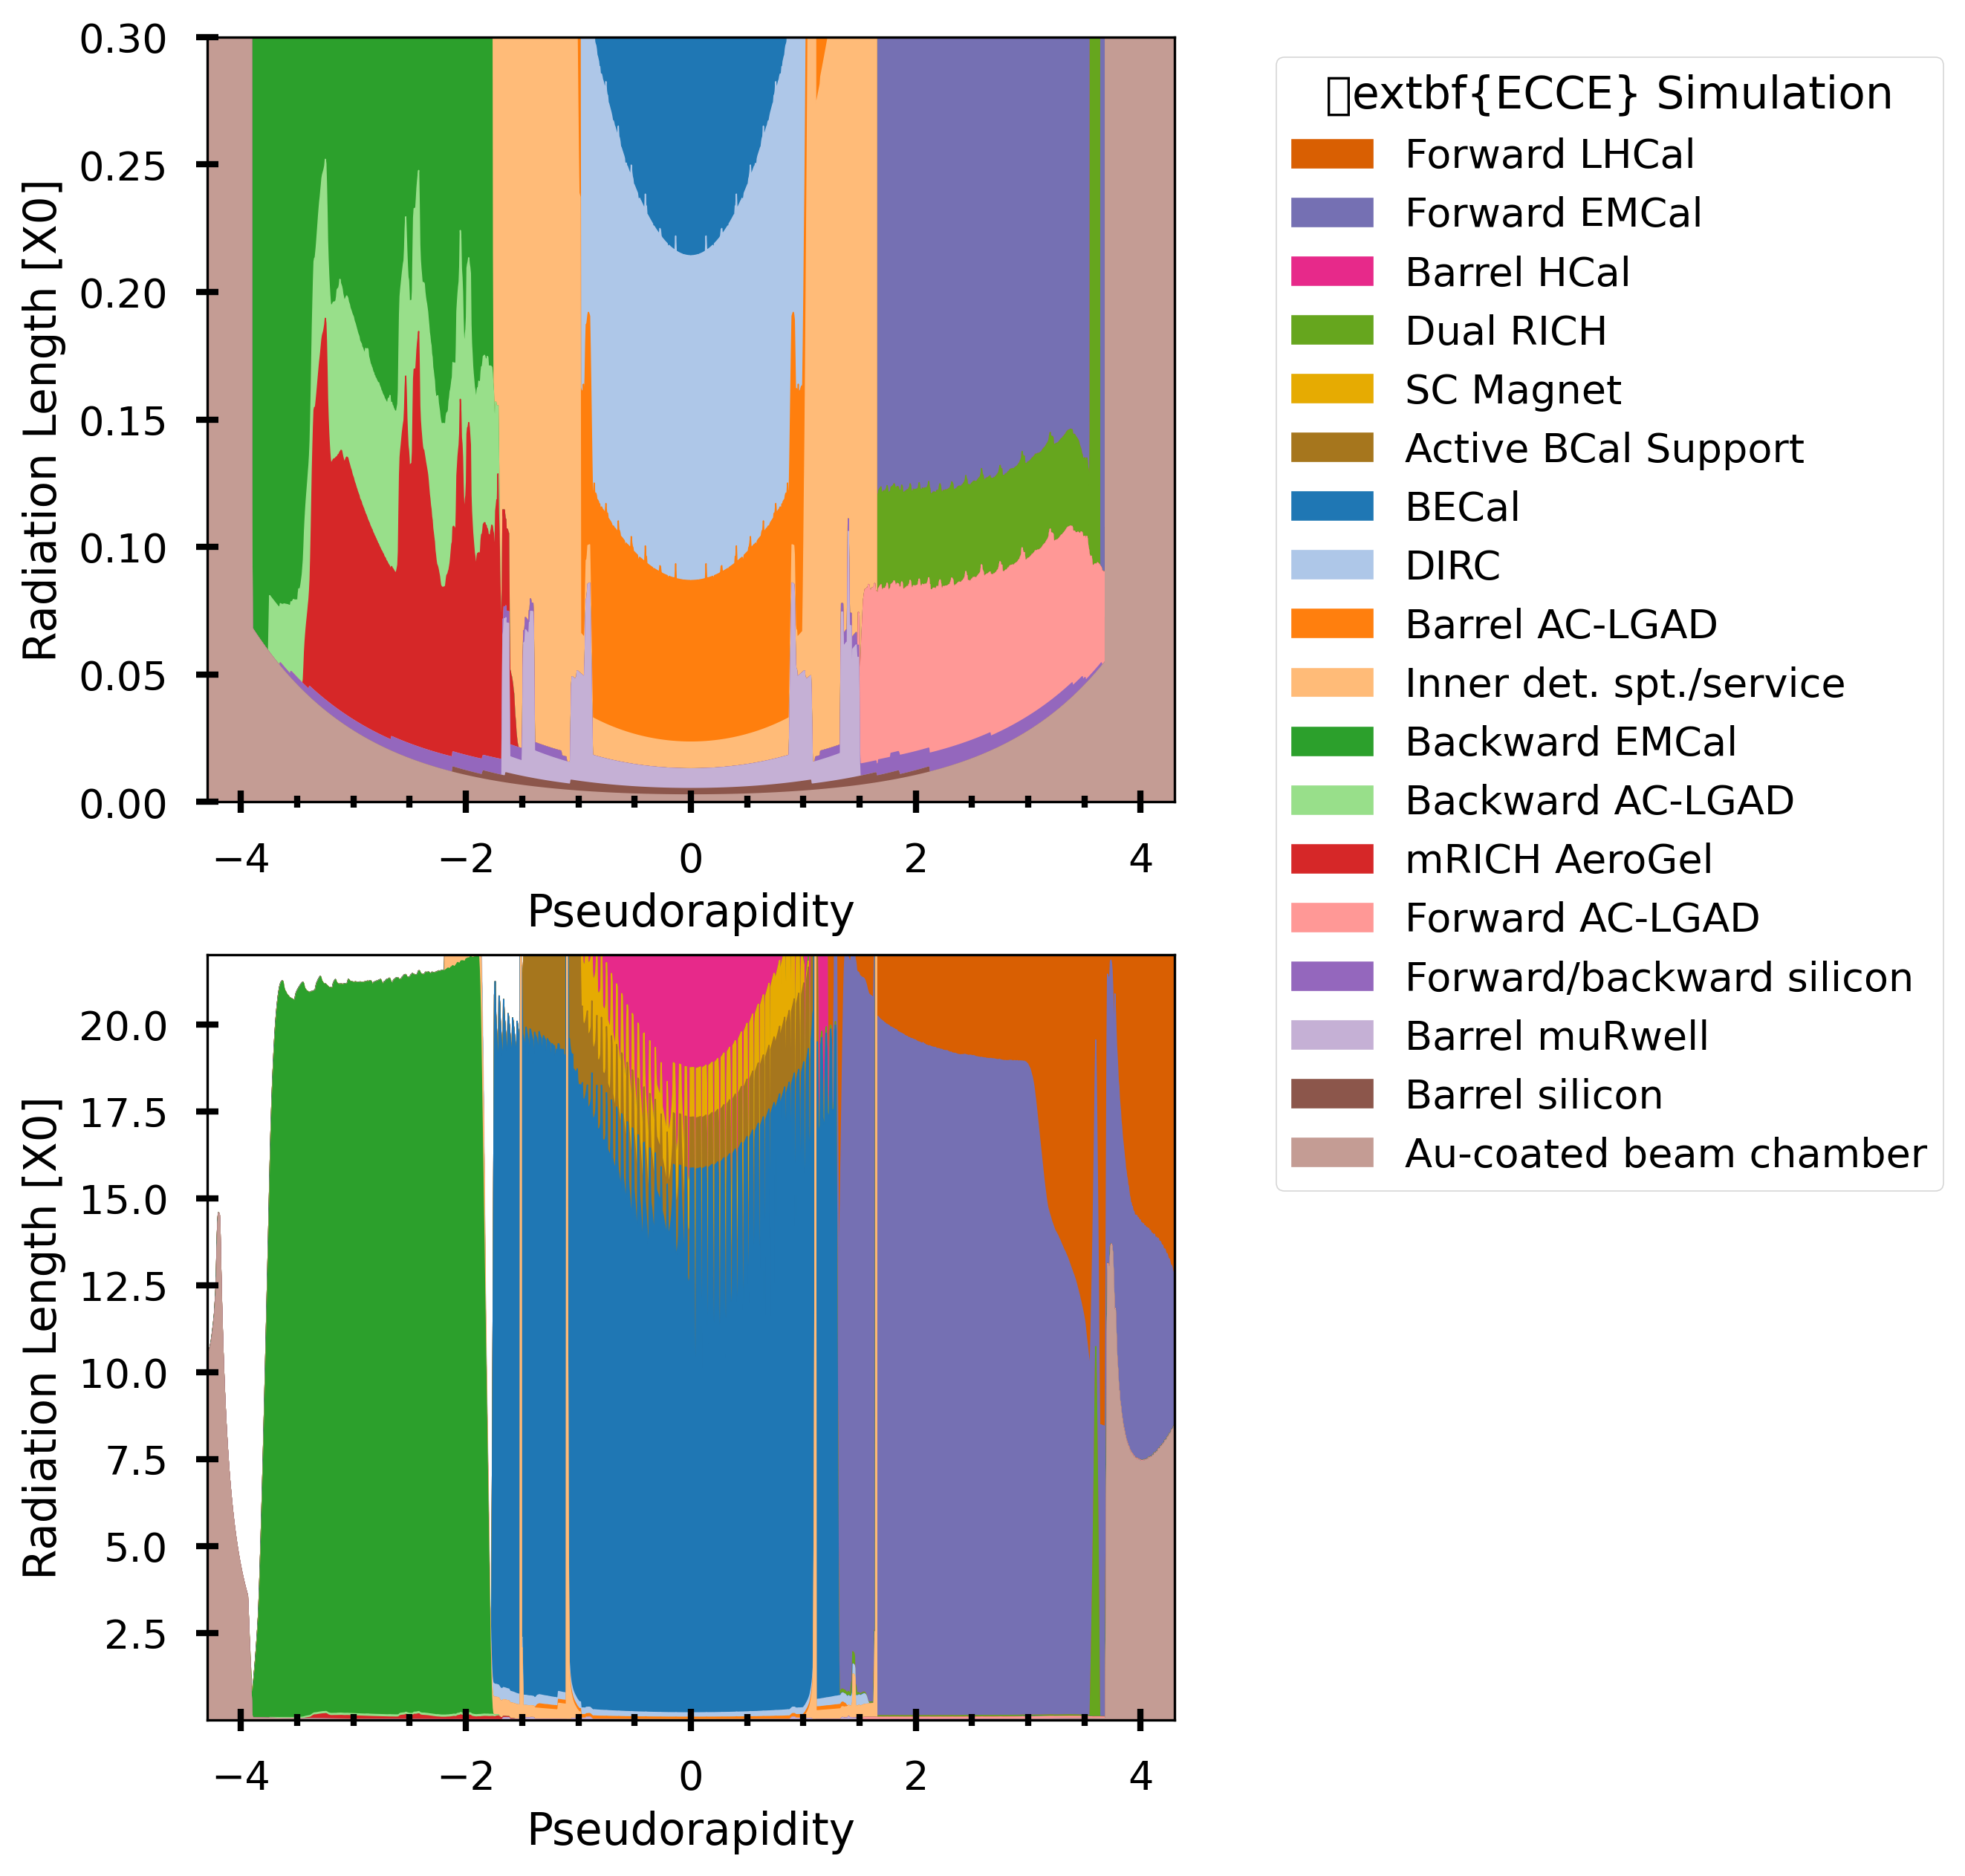 0.30
0.25
0.20
0.15
0.10
0.05
0.00
Radiation Length [X0]
−4 −2 0 2 4
Pseudorapidity
20.0
17.5
15.0
12.5
10.0
7.5
5.0
2.5
Radiation Length [X0]
−4 −2 0 2 4
Pseudorapidity
extbf{ECCE} Simulation
Forward LHCal
Forward EMCal
Barrel HCal
Dual RICH
SC Magnet
Active BCal Support
BECal
DIRC
Barrel AC-LGAD
Inner det. spt./service
Backward EMCal
Backward AC-LGAD
mRICH AeroGel
Forward AC-LGAD
Forward/backward silicon
Barrel muRwell
Barrel silicon
Au-coated beam chamber